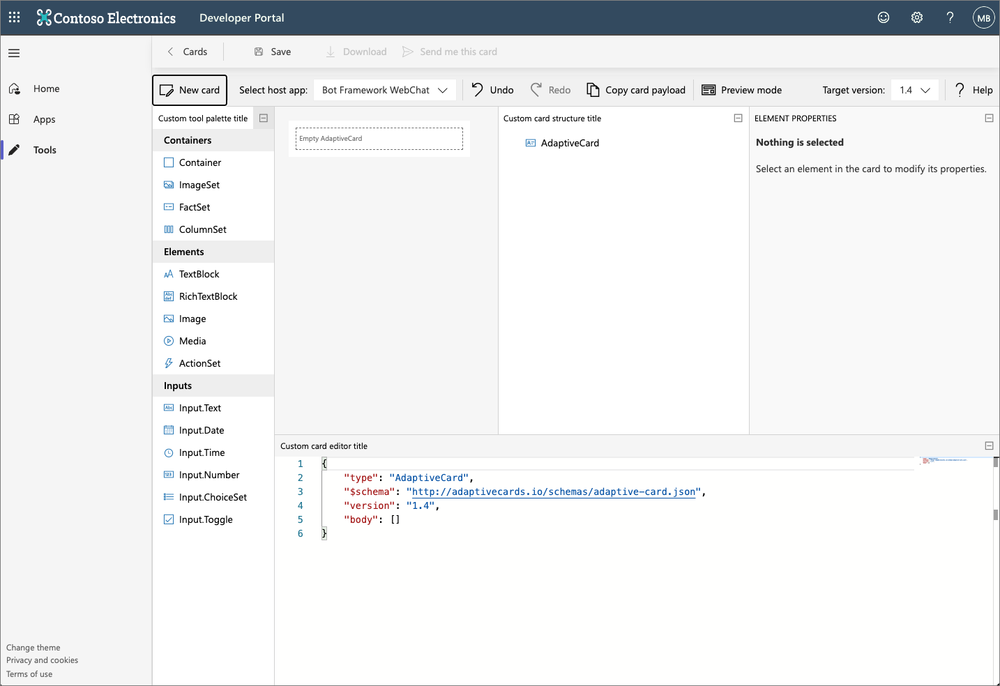 Contoso Electronics
Developer Portal
MB
Cards
Save
Download
Send me this card
Home
Apps
Tools
New card
Select host app:
Bot Framework WebChat
Undo
Redo
Copy card payload
Preview mode
Target version:
1.4
Help
Custom tool palette title
Containers
Container
ImageSet
FactSet
ColumnSet
Elements
TextBlock
RichTextBlock
Image
Media
ActionSet
Inputs
Input.Text
Input.Date
Input.Time
Input.Number
Input.ChoiceSet
Input.Toggle
Empty AdaptiveCard
Custom card structure title
AdaptiveCard
ELEMENT PROPERTIES
Nothing is selected
Select an element in the card to modify its properties.
Custom card editor title
1 {
2 "type": "AdaptiveCard",
3 "$schema": "http://adaptivecards.io/schemas/adaptive-card.json",
4 "version": "1.4",
5 "body": []
6 }
Change theme
Privacy and cookies
Terms of use